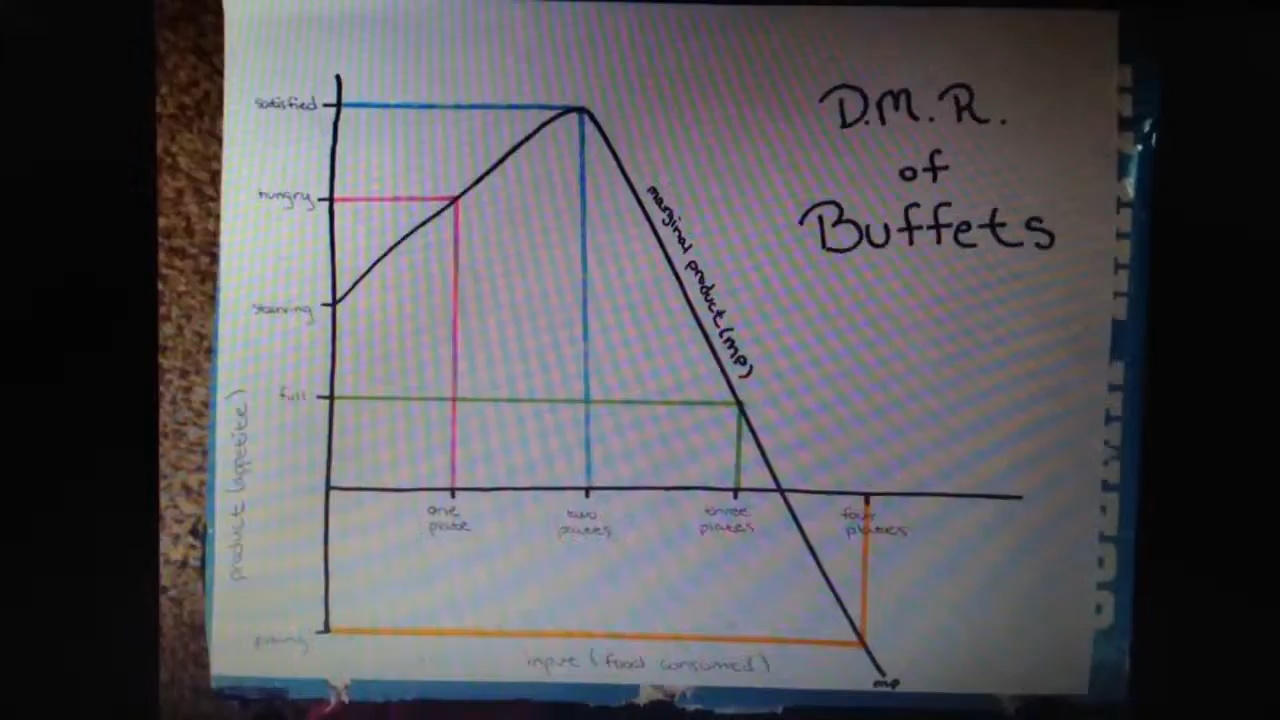 D.M.R.
of
Buffets
satisfied
hungry
starving
full
product (appetite)
marginal product (mp)
one
plate
two
plates
three
plates
four
plates
input (food consumed)
mp